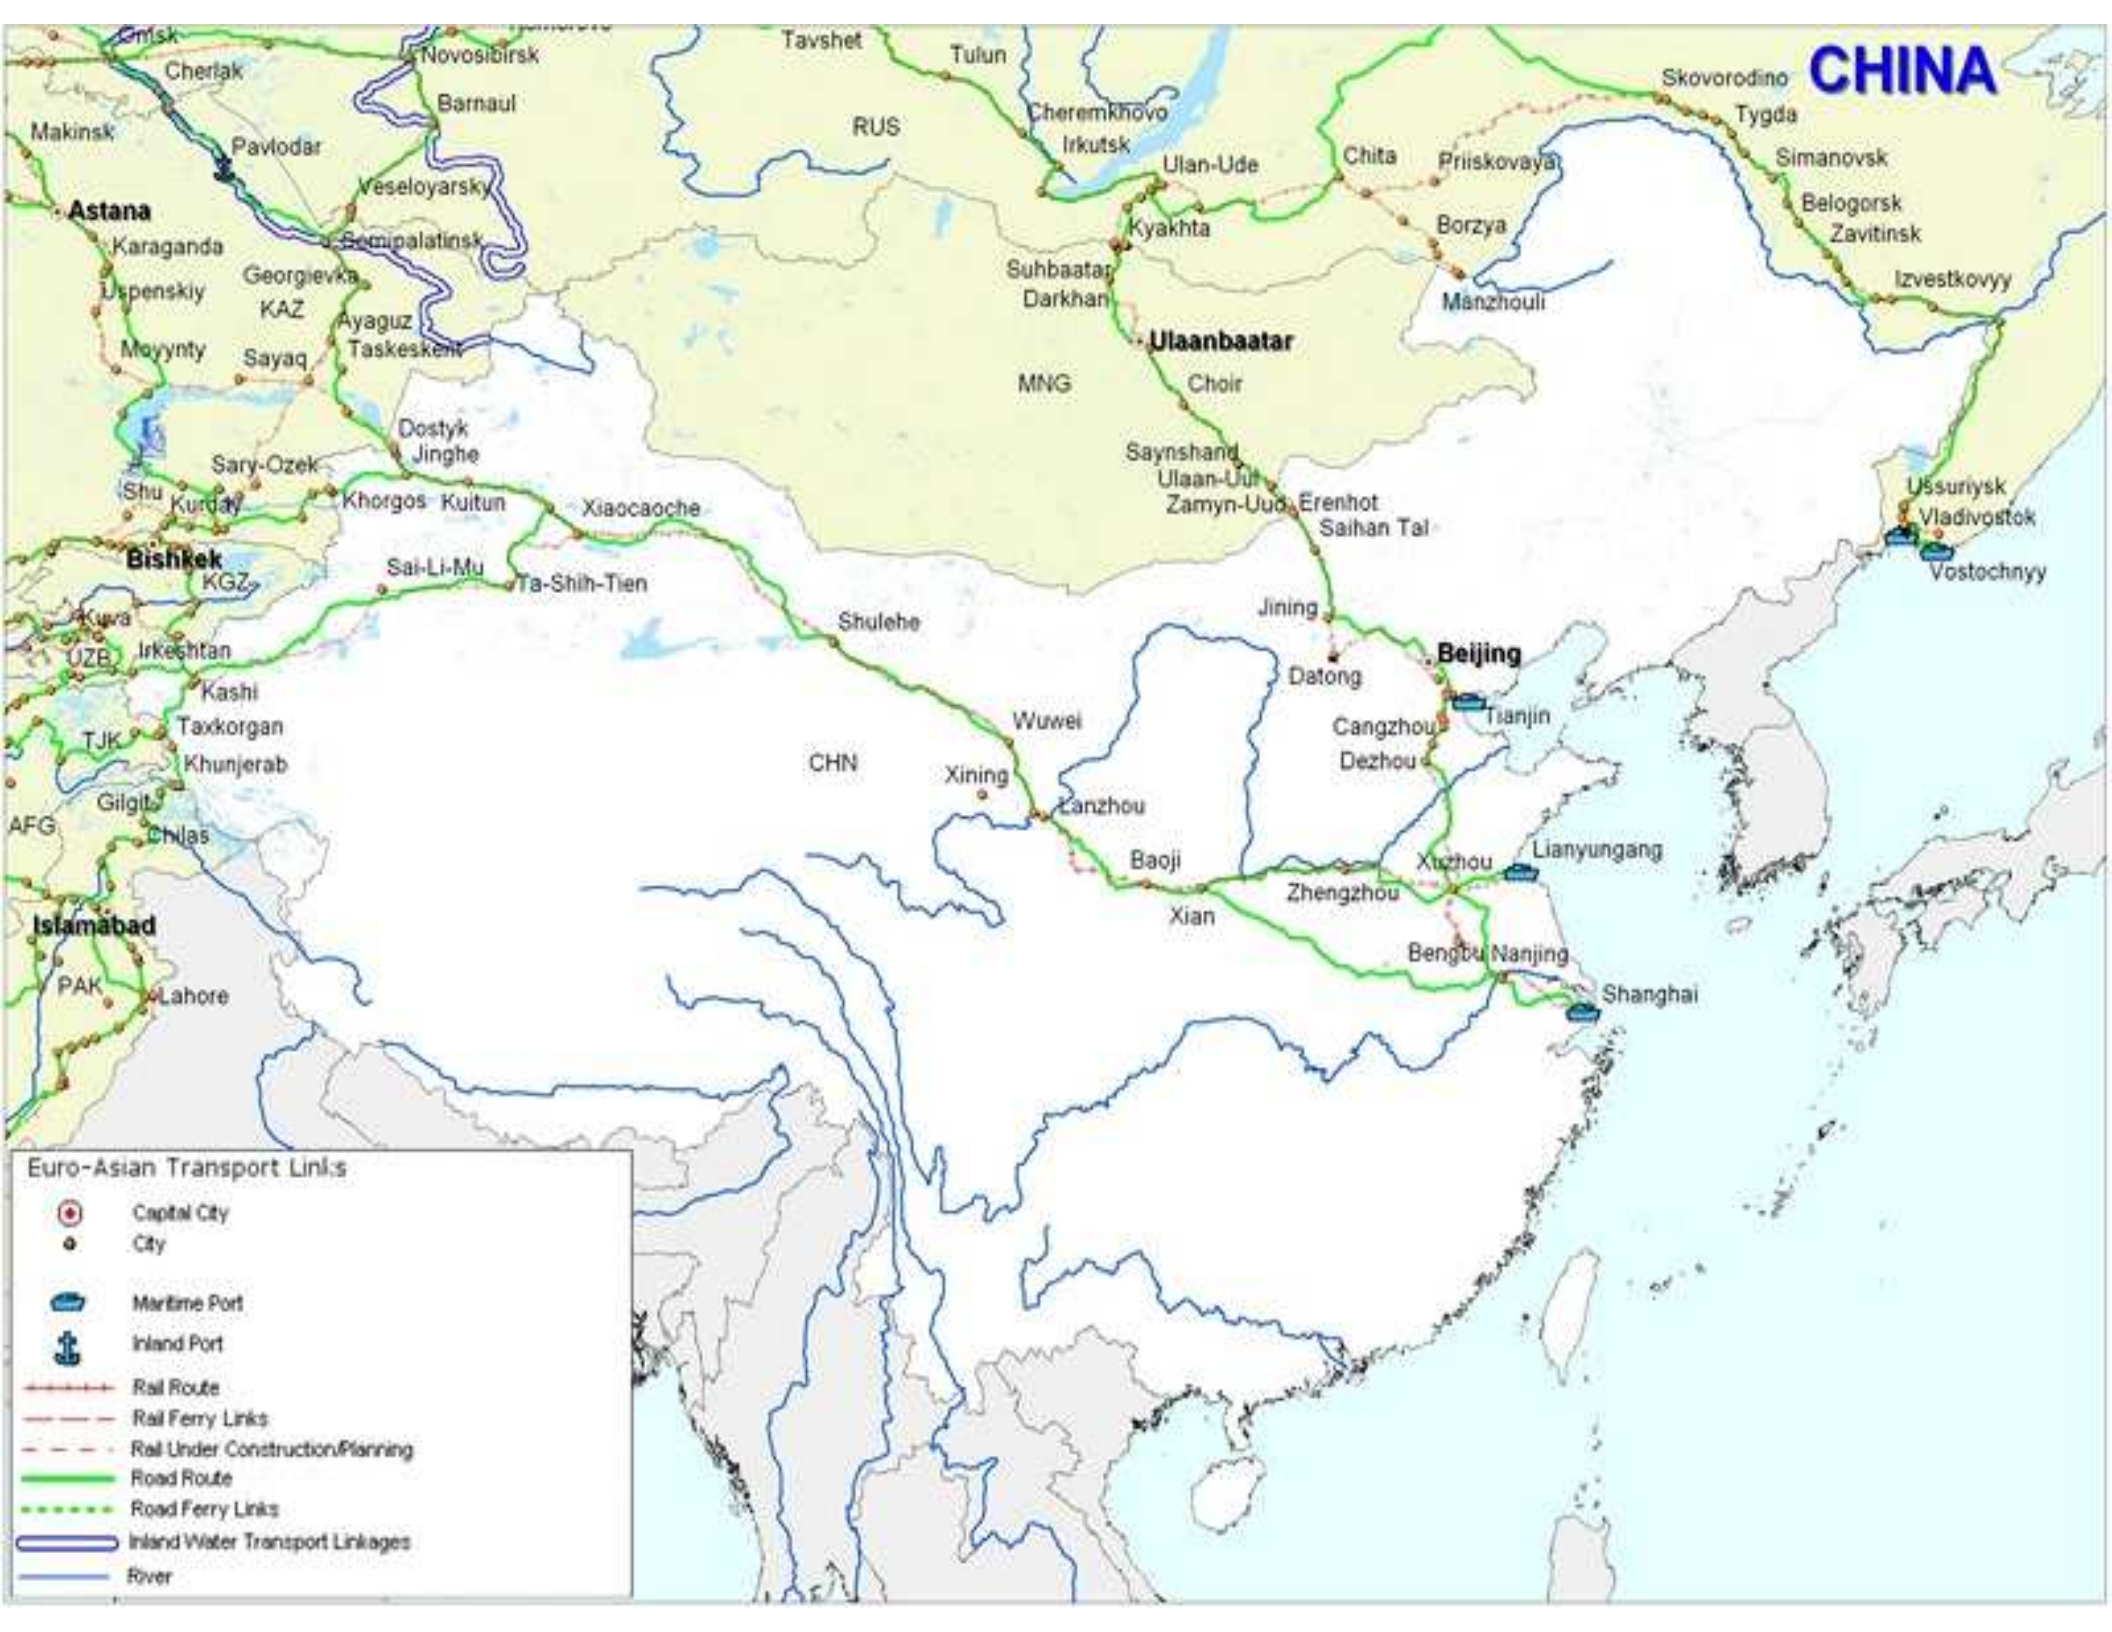 CHINA
Omsk
Novosibirsk
Tavshet
Tulun
Skovorodino
Cherlak
Barnaul
Cheremkhovo
Tygda
Makinsk
RUS
Irkutsk
Pavlodar
Ulan-Ude
Chita
Priiskovaya
Simanovsk
Veseloyarsky
Belogorsk
Astana
Kyakhta
Borzya
Zavitinsk
Karaganda
Semipalatinsk
Georgievka
Suhbaatar
Izvestkovyy
Uspenskiy
KAZ
Darkhan
Manzhouli
Ayaguz
Ulaanbaatar
Moyynty
Sayaq
Taskeskent
MNG
Choir
Dostyk
Jinghe
Saynshand
Sary-Ozek
Ulaan-Uul
Ussuriysk
Shu
Kurday
Khorgos
Kuitun
Xiaocaoche
Zamyn-Uud
Erenhot
Saihan Tal
Vladivostok
Bishkek
KGZ
Sai-Li-Mu
Ta-Shih-Tien
Vostochnyy
Kuva
Shulehe
Jining
UZB
Irkeshtan
Beijing
Kashi
Datong
Taxkorgan
Wuwei
Cangzhou
Tianjin
TJK
Khunjerab
CHN
Xining
Dezhou
Gilgit
Lanzhou
AFG
Chilas
Baoji
Xuzhou
Lianyungang
Zhengzhou
Islamabad
Xian
Bengbu
Nanjing
PAK
Lahore
Shanghai
Euro-Asian Transport Links
Capital City
City
Maritime Port
Inland Port
Rail Route
Rail Ferry Links
Rail Under Construction/Planning
Road Route
Road Ferry Links
Inland Water Transport Linkages
River